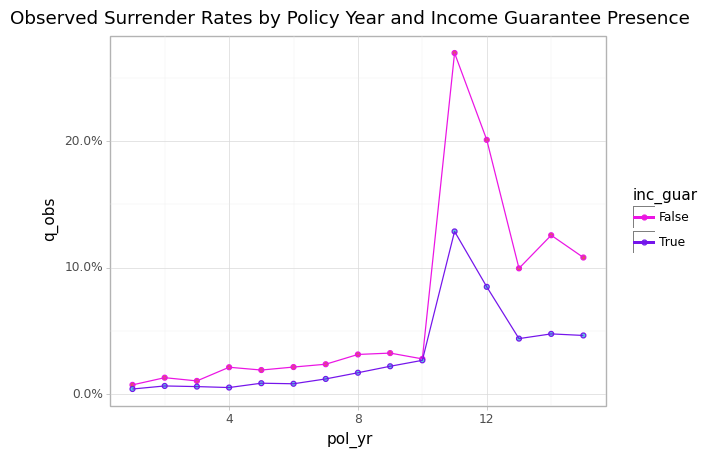 Observed Surrender Rates by Policy Year and Income Guarantee Presence
20.0%
10.0%
0.0%
q_obs
4 8 12
pol_yr
inc_guar
False
True